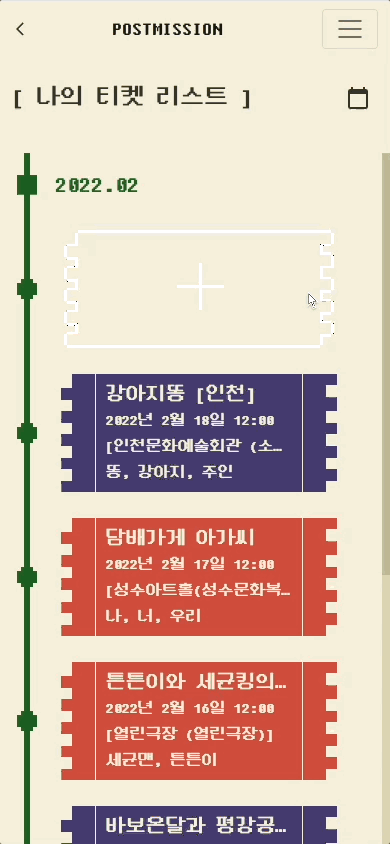 POSTMISSION
[ 나의 티켓 리스트 ]
2022.02
강아지똥 [인천]
2022년 2월 18일 12:00
[인천문화예술회관 (소…
똥, 강아지, 주인
담배가게 아가씨
2022년 2월 17일 12:00
[성수아트홀(성수문화복…
나, 너, 우리
튼튼이와 세균킹의…
2022년 2월 16일 12:00
[열린극장 (열린극장)]
세균맨, 튼튼이
바보온달과 평강공…